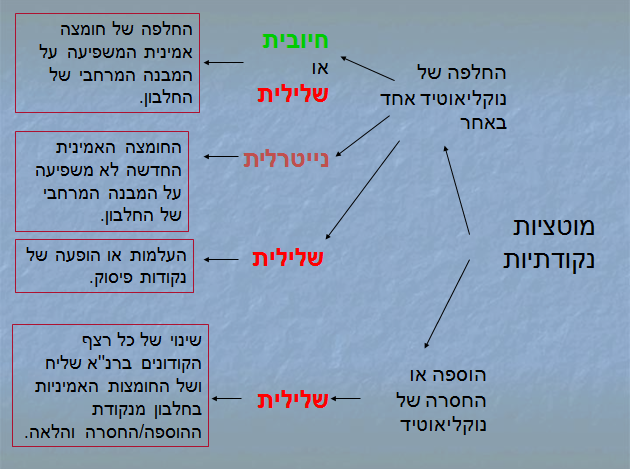 מוטציות
נקודתיות
החלפה של
נוקליאוטיד אחד
באחר
חיובית
או
שלילית
החלפה של חומצה
אמינית המשפיעה על
המבנה המרחבי של
החלבון.
נייטרלית
החומצה האמינית
החדשה לא משפיעה
על המבנה המרחבי
של החלבון.
שלילית
העלמות או הופעה של
נקודות פיסוק.
הוספה או
החסרה של
נוקליאוטיד
שלילית
שינוי של כל רצף
הקודונים ברנ"א שליח
ושל החומצות האמיניות
בחלבון מנקודת
ההוספה/החסרה והלאה.